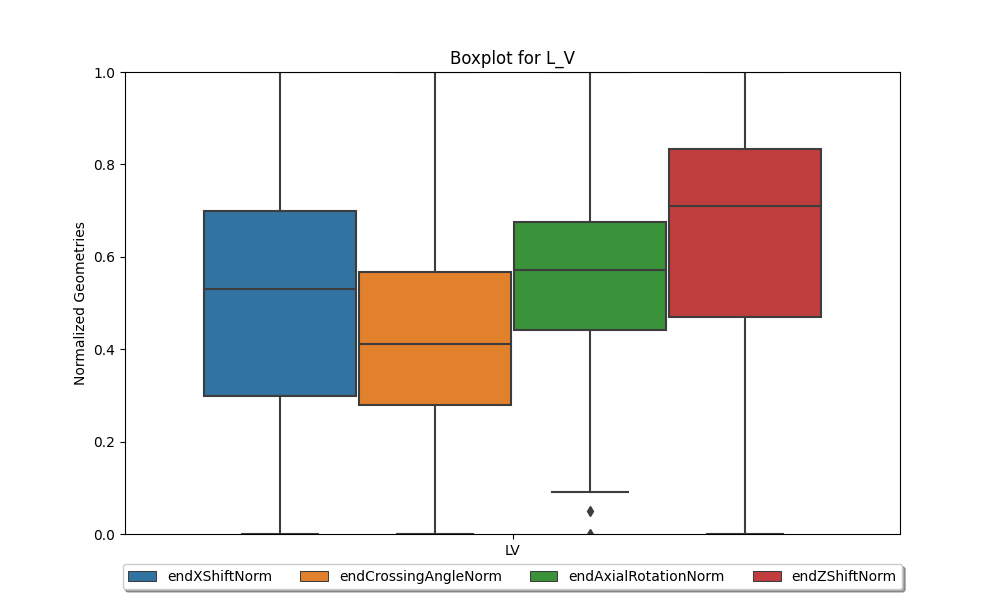 Boxplot for L_V
Normalized Geometries
1.0
0.8
0.6
0.4
0.2
0.0
LV
endXShiftNorm endCrossingAngleNorm endAxialRotationNorm endZShiftNorm